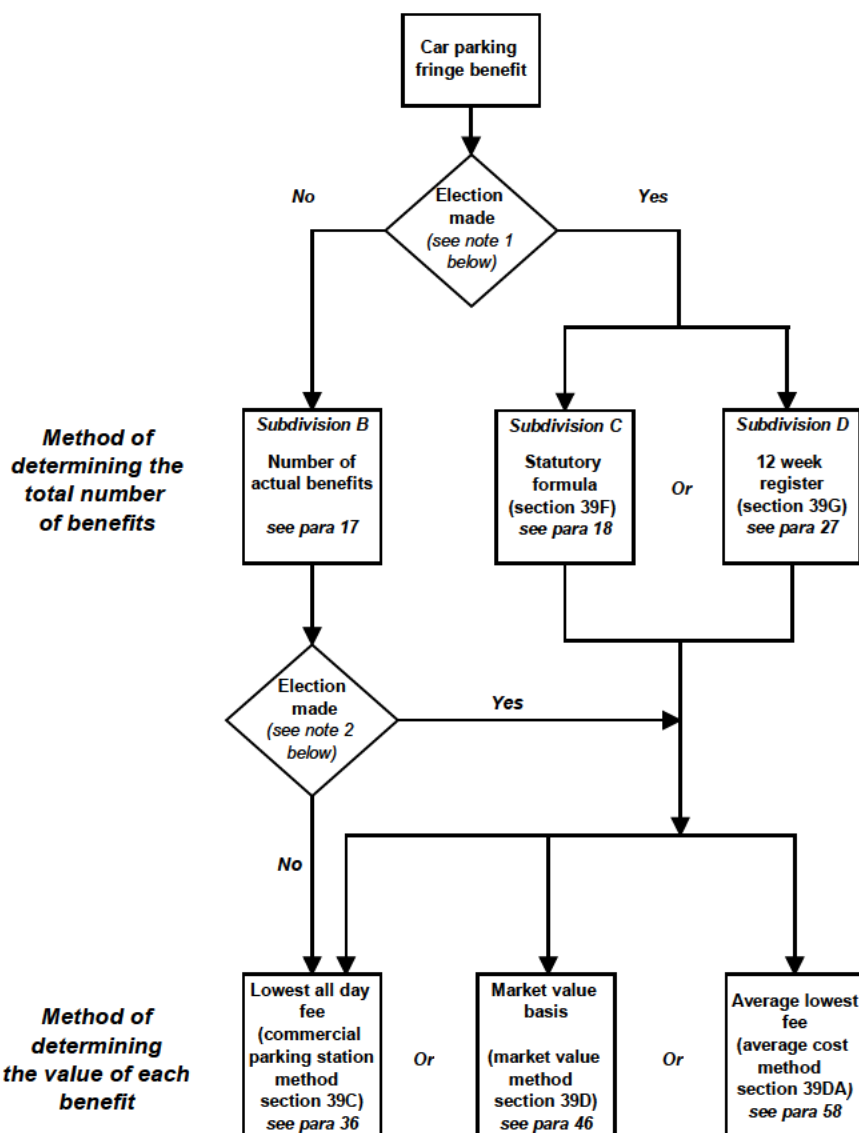 Car parking
fringe benefit
No
Yes
Election
made
(see note 1
below)
Method of
determining the
total number
of benefits
Subdivision B
Number of
actual benefits
see para 17
Subdivision C
Statutory
formula
(section 39F)
see para 18
Or
Subdivision D
12 week
register
(section 39G)
see para 27
Election
made
(see note 2
below)
Yes
No
Method of
determining
the value of each
benefit
Lowest all day
fee
(commercial
parking station
method
section 39C)
see para 36
Or
Market value
basis
(market value
method
section 39D)
see para 46
Or
Average lowest
fee
(average cost
method
section 39DA)
see para 58